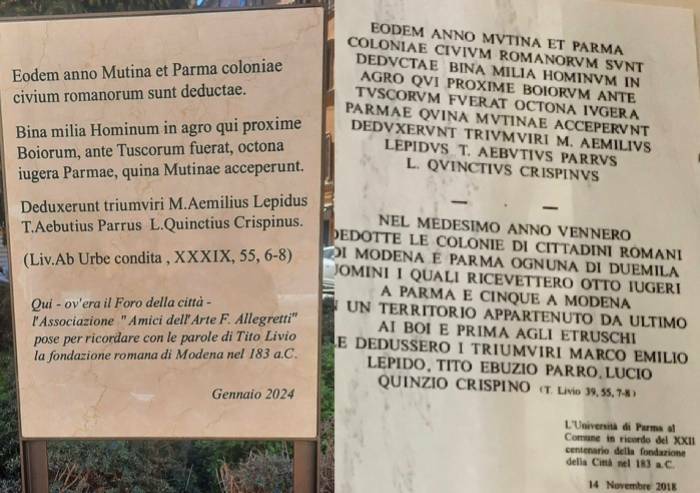 Eodem anno Mutina et Parma coloniae
civium romanorum sunt deductae.
Bina milia Hominum in agro qui proxime
Boiorum, ante Tuscorum fuerat, octona
iugera Parmae, quina Mutinae acceperunt.
Deduxerunt triumviri M.Aemilius Lepidus
T.Aebutius Parrus L.Quinctius Crispinus.
(Liv.Ab Urbe condita , XXXIX, 55, 6-8)
Qui - ov'era il Foro della città -
l'Associazione "Amici dell'Arte F. Allegretti"
pose per ricordare con le parole di Tito Livio
la fondazione romana di Modena nel 183 a.C.
Gennaio 2024
EODEM ANNO MVTINA ET PARMA
COLONIAE CIVIVM ROMANORVM SVNT
DEDVCTAE BINA MILIA HOMINVM IN
AGRO QVI PROXIME BOIORVM ANTE
TVSCORVM FVERAT OCTONA IVGERA
PARMAE QVINA MVTINAE ACCEPERVNT
DEDVXERVNT TRIVMVIRI M. AEMILIVS
LEPIDVS T. AEBVTIVS PARRVS
L. QVINCTIVS CRISPINVS
NEL MEDESIMO ANNO VENNERO
DEDOTTE LE COLONIE DI CITTADINI ROMANI
DI MODENA E PARMA OGNUNA DI DUEMILA
UOMINI I QUALI RICEVETTERO OTTO IUGERI
A PARMA E CINQUE A MODENA
UN TERRITORIO APPARTENUTO DA ULTIMO
AI BOI E PRIMA AGLI ETRUSCHI
LE DEDUSSERO I TRIUMVIRI MARCO EMILIO
LEPIDO, TITO EBUZIO PARRO, LUCIO
QUINZIO CRISPINO (T. Livio 39, 55, 7-8)
L'Università di Parma al
Comune in ricordo del XXII
centenario della fondazione
della Città nel 183 a.C.
14 Novembre 2018